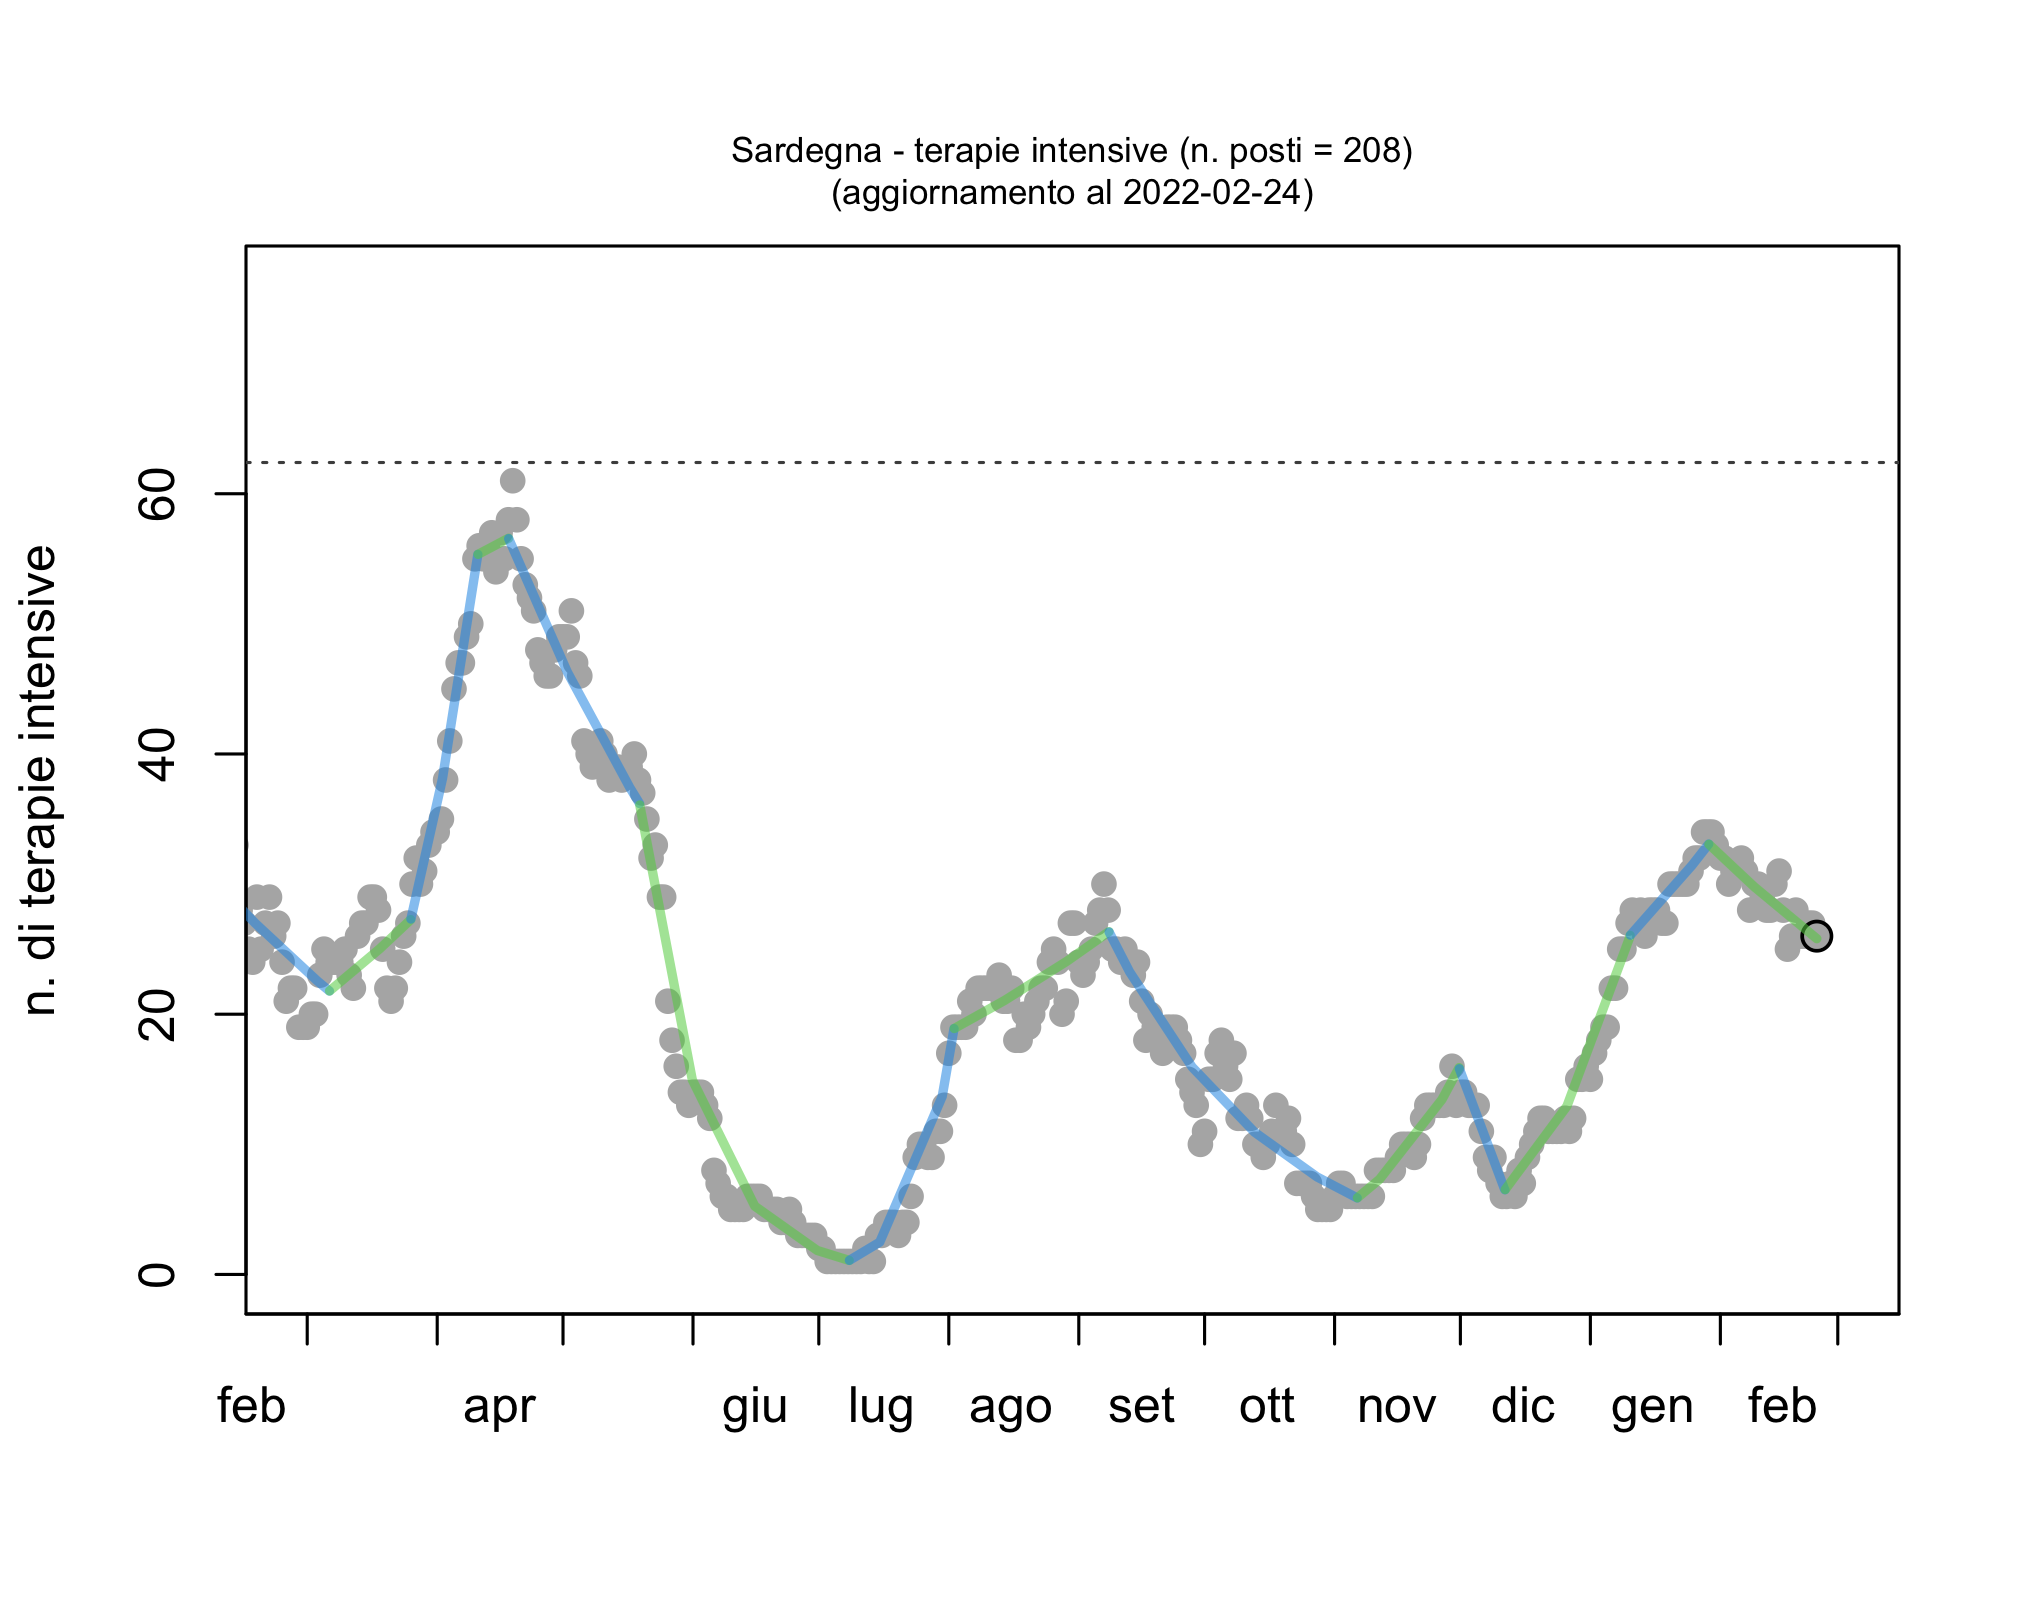 Sardegna - terapie intensive (n. posti = 208)
(aggiornamento al 2022-02-24)
n. di terapie intensive
60
40
20
0
feb apr giu lug ago set ott nov dic gen feb